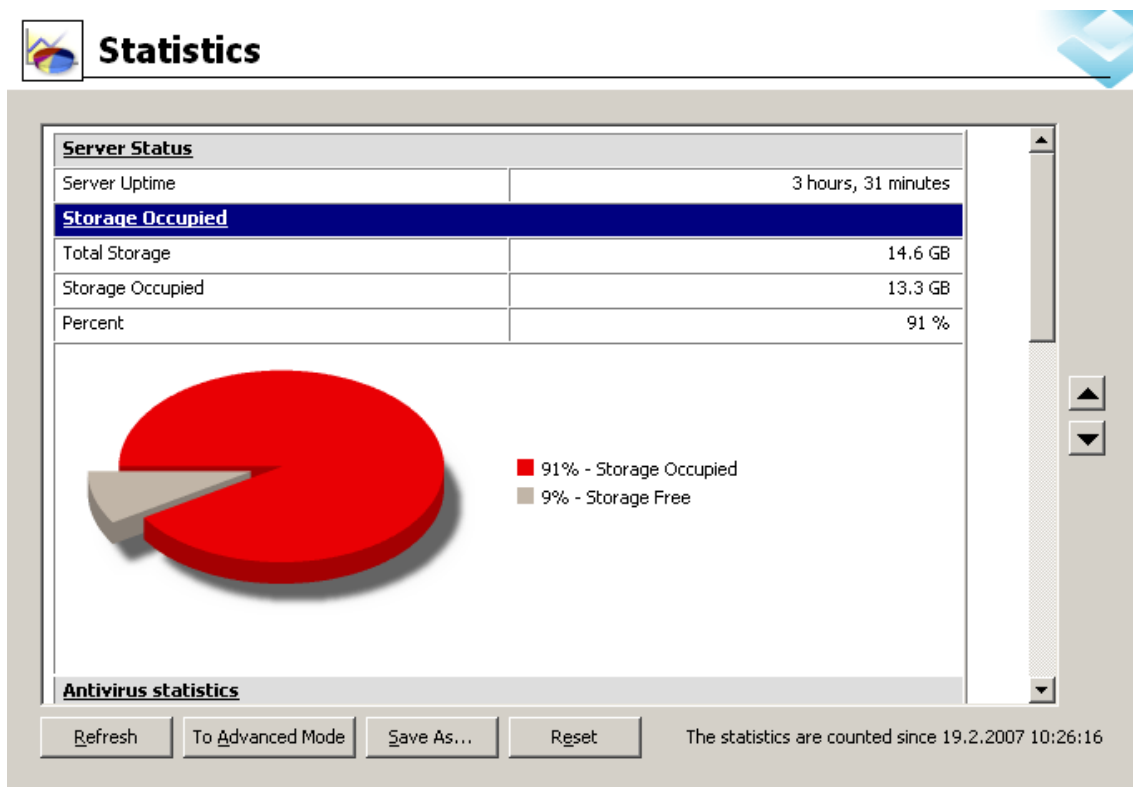 Statistics
Server Status
Server Uptime 3 hours, 31 minutes
Storage Occupied
Total Storage 14.6 GB
Storage Occupied 13.3 GB
Percent 91 %
91% - Storage Occupied
9% - Storage Free
Antivirus statistics
Refresh To Advanced Mode Save As... Reset The statistics are counted since 19.2.2007 10:26:16